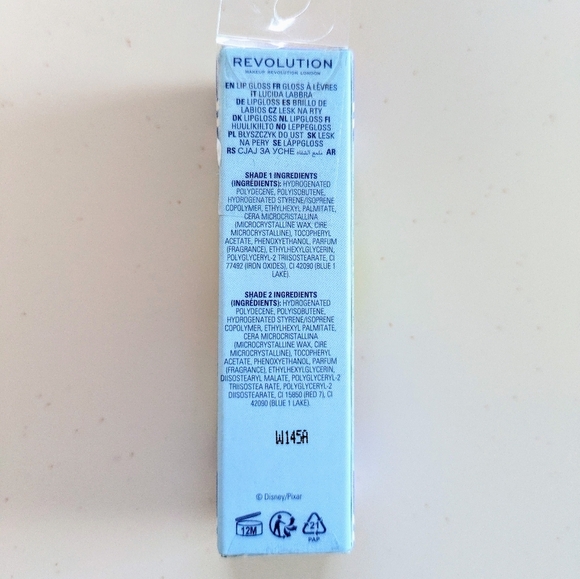 REVOLUTION
MAKEUP REVOLUTION LONDON
EN LIP GLOSS FR GLOSS À LÈVRES
IT LUCIDA LABBRA
DE LIPGLOSS ES BRILLO DE
LABIOS CZ LESK NA RTY
DK LIPGLOSS NL LIPGLOSS FI
HUULIKIILTO NO LEPPEGLOSS
PL BŁYSZCZYK DO UST SK LESK
NA PERY SE LÄPPGLOSS
RS СЈАЈ ЗА УСНЕ ملمع الشفاه AR
SHADE 1 INGREDIENTS
(INGRÉDIENTS): HYDROGENATED
POLYDECENE, POLYISOBUTENE,
HYDROGENATED STYRENE/ISOPRENE
COPOLYMER, ETHYLHEXYL PALMITATE,
CERA MICROCRISTALLINA
(MICROCRYSTALLINE WAX, CIRE
MICROCRYSTALLINE), TOCOPHERYL
ACETATE, PHENOXYETHANOL, PARFUM
(FRAGRANCE), ETHYLHEXYLGLYCERIN,
POLYGLYCERYL-2 TRIISOSTEARATE, CI
77492 (IRON OXIDES), CI 42090 (BLUE 1
LAKE).
SHADE 2 INGREDIENTS
(INGRÉDIENTS): HYDROGENATED
POLYDECENE, POLYISOBUTENE,
HYDROGENATED STYRENE/ISOPRENE
COPOLYMER, ETHYLHEXYL PALMITATE,
CERA MICROCRISTALLINA
(MICROCRYSTALLINE WAX, CIRE
MICROCRYSTALLINE), TOCOPHERYL
ACETATE, PHENOXYETHANOL, PARFUM
(FRAGRANCE), ETHYLHEXYLGLYCERIN,
DIISOSTEARYL MALATE, POLYGLYCERYL-2
TRIISOSTEA RATE, POLYGLYCERYL-2
DIISOSTEARATE, CI 15850 (RED 7), CI
42090 (BLUE 1 LAKE).
W145A
© Disney/Pixar
12M
21
PAP